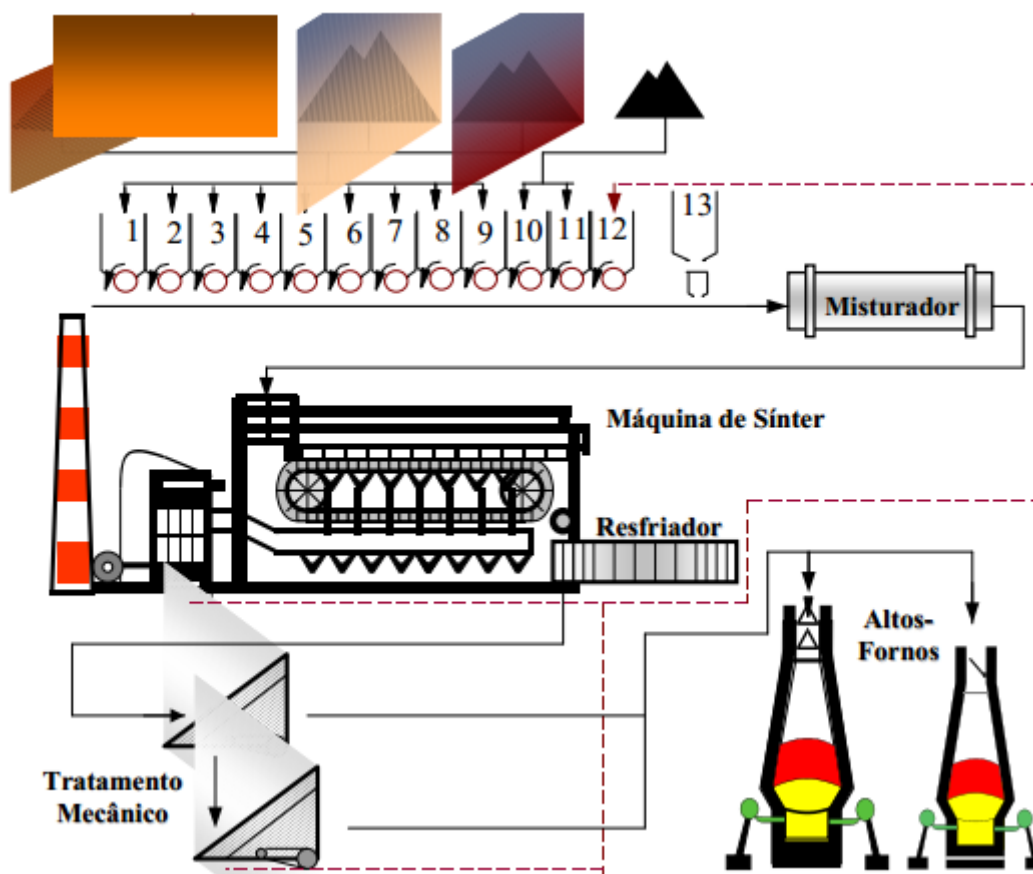 1 2 3 4 5 6 7 8 9 10 11 12 13
Misturador
Máquina de Sínter
Resfriador
Altos-
Fornos
Tratamento
Mecânico